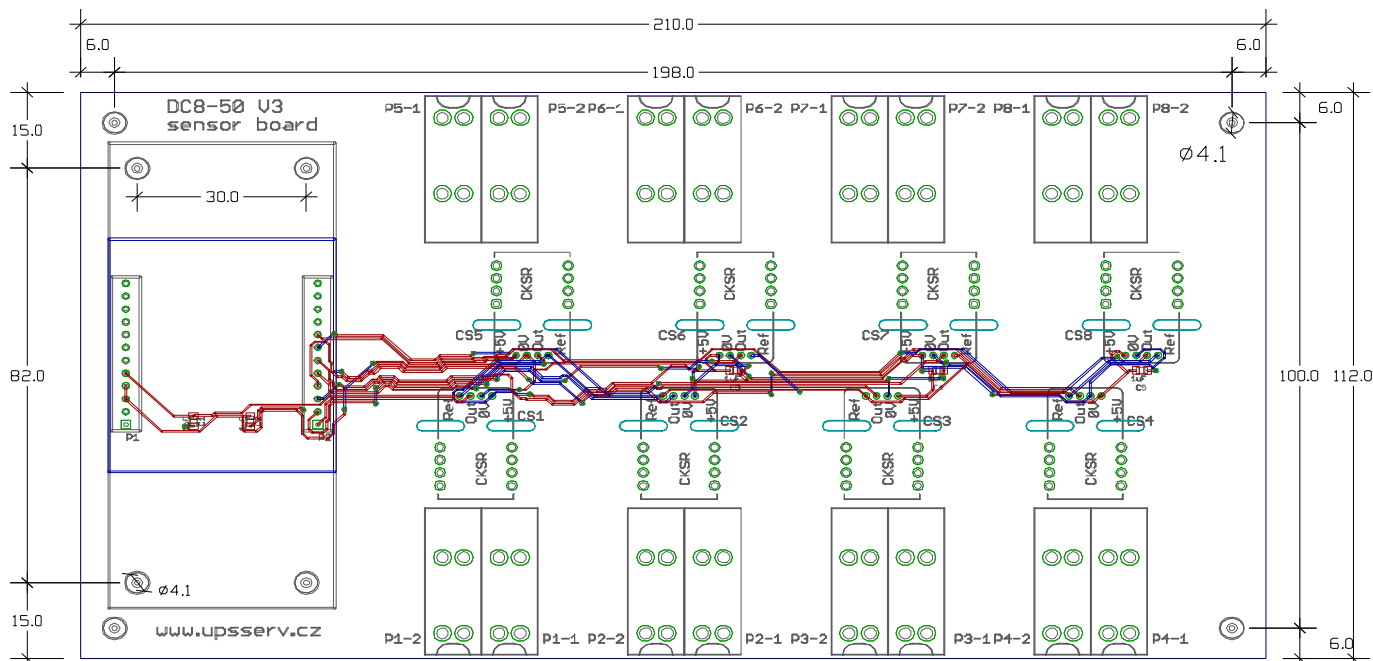 210.0
6.0
6.0
198.0
DC8-50 V3
sensor board
P5-1
P5-2
P6-1
P6-2
P7-1
P7-2
P8-1
P8-2
6.0
15.0
Ø4.1
30.0
CKSR
CKSR
CKSR
CKSR
CS5
+5V
0V
Out
Ref
CS6
+5V
0V
Out
Ref
CS7
+5V
0V
Out
Ref
CS8
+5V
0V
Out
Ref
82.0
100.0
112.0
Ref
Out
0V
+5V
CS1
Ref
Out
0V
+5V
CS2
Ref
Out
0V
+5V
CS3
Ref
Out
0V
+5V
CS4
P1
P2
CKSR
CKSR
CKSR
CKSR
Ø4.1
15.0
www.upsserv.cz
P1-2
P1-1
P2-2
P2-1
P3-2
P3-1
P4-2
P4-1
6.0